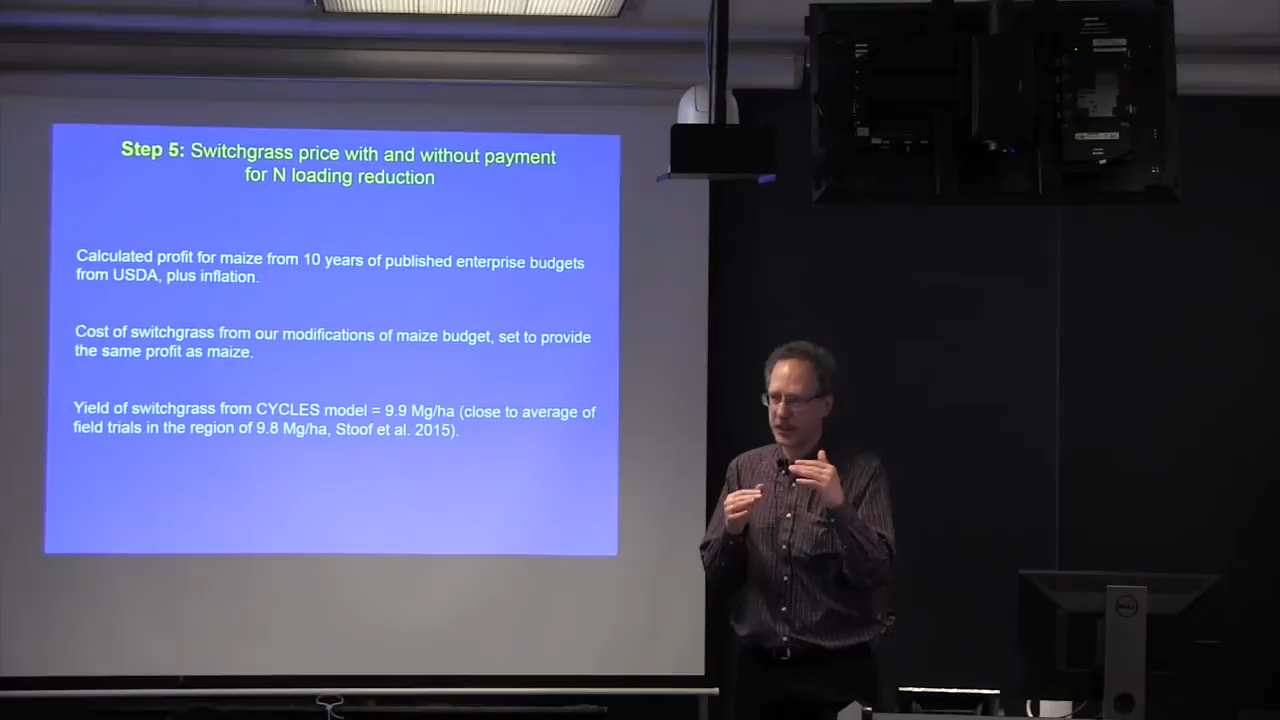 Step 5: Switchgrass price with and without payment
for N loading reduction
Calculated profit for maize from 10 years of published enterprise budgets
from USDA, plus inflation.
Cost of switchgrass from our modifications of maize budget, set to provide
the same profit as maize.
Yield of switchgrass from CYCLES model = 9.9 Mg/ha (close to average of
field trials in the region of 9.8 Mg/ha, Stoof et al. 2015).
DELL